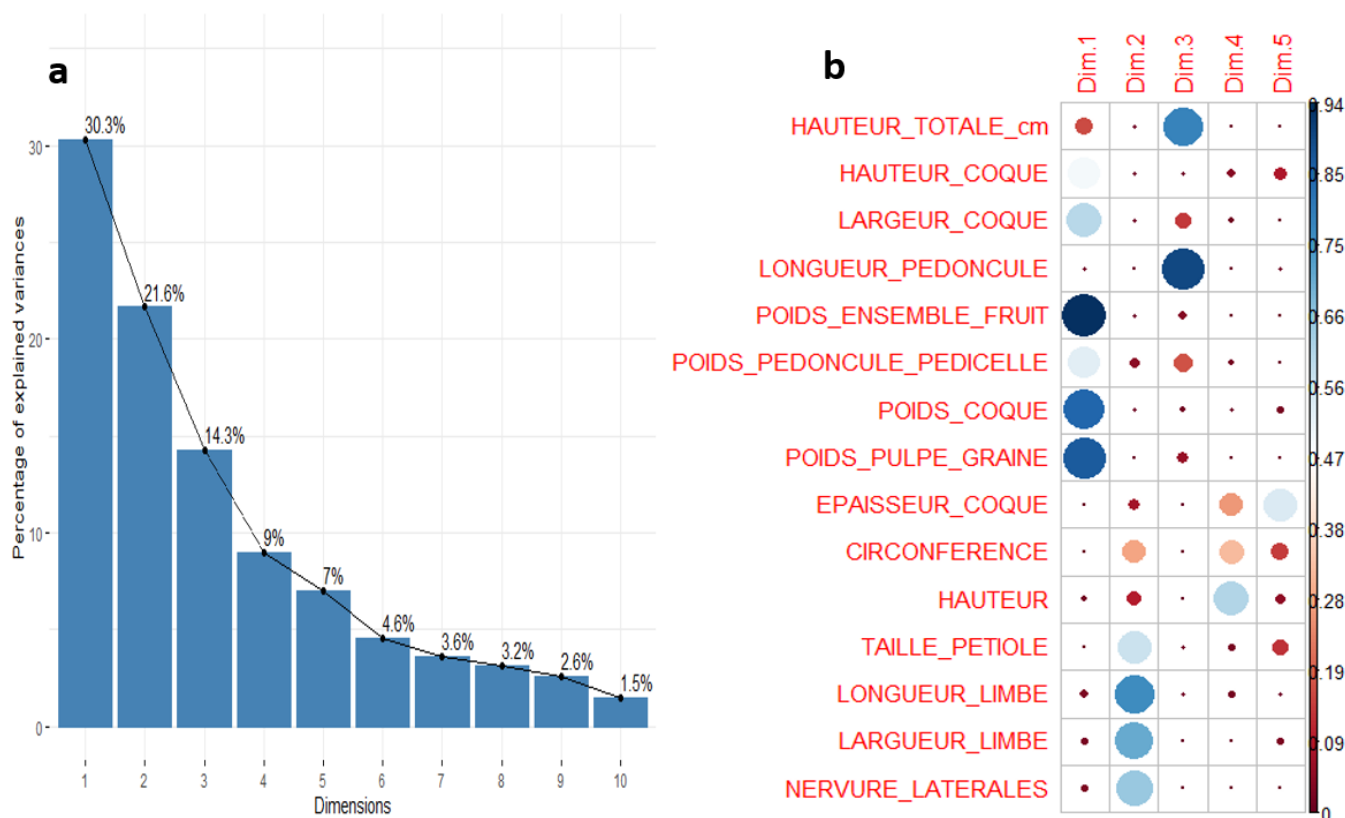 a
30.3%
21.6%
14.3%
9%
7%
4.6%
3.6%
3.2%
2.6%
1.5%
Percentage of explained variances
30
20
10
0
1 2 3 4 5 6 7 8 9 10
Dimensions
b
Dim.1 Dim.2 Dim.3 Dim.4 Dim.5
HAUTEUR_TOTALE_cm
HAUTEUR_COQUE
LARGEUR_COQUE
LONGUEUR_PEDONCULE
POIDS_ENSEMBLE_FRUIT
POIDS_PEDONCULE_PEDICELLE
POIDS_COQUE
POIDS_PULPE_GRAINE
EPAISSEUR_COQUE
CIRCONFERENCE
HAUTEUR
TAILLE_PETIOLE
LONGUEUR_LIMBE
LARGUEUR_LIMBE
NERVURE_LATERALES
0.94
0.85
0.75
0.66
0.56
0.47
0.38
0.28
0.19
0.09
0